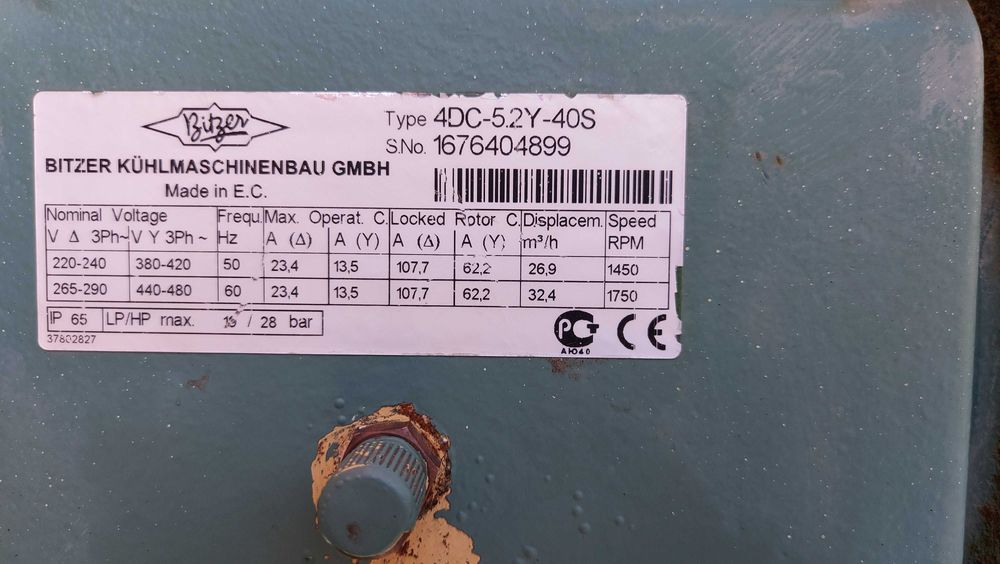 Bitzer
Type 4DC-5.2Y-40S
S.No. 1676404899
BITZER KÜHLMASCHINENBAU GMBH
Made in E.C.
Nominal Voltage Frequ. Max. Operat. C. Locked Rotor C. Displacem. Speed
V Δ 3Ph~ V Y 3Ph ~ Hz A (Δ) A (Y) A (Δ) A (Y) m³/h RPM
220-240 380-420 50 23,4 13,5 107,7 62,2 26,9 1450
265-290 440-480 60 23,4 13,5 107,7 62,2 32,4 1750
IP 65 LP/HP max. / 28 bar
37802827
РСТ
АЮ40
CE